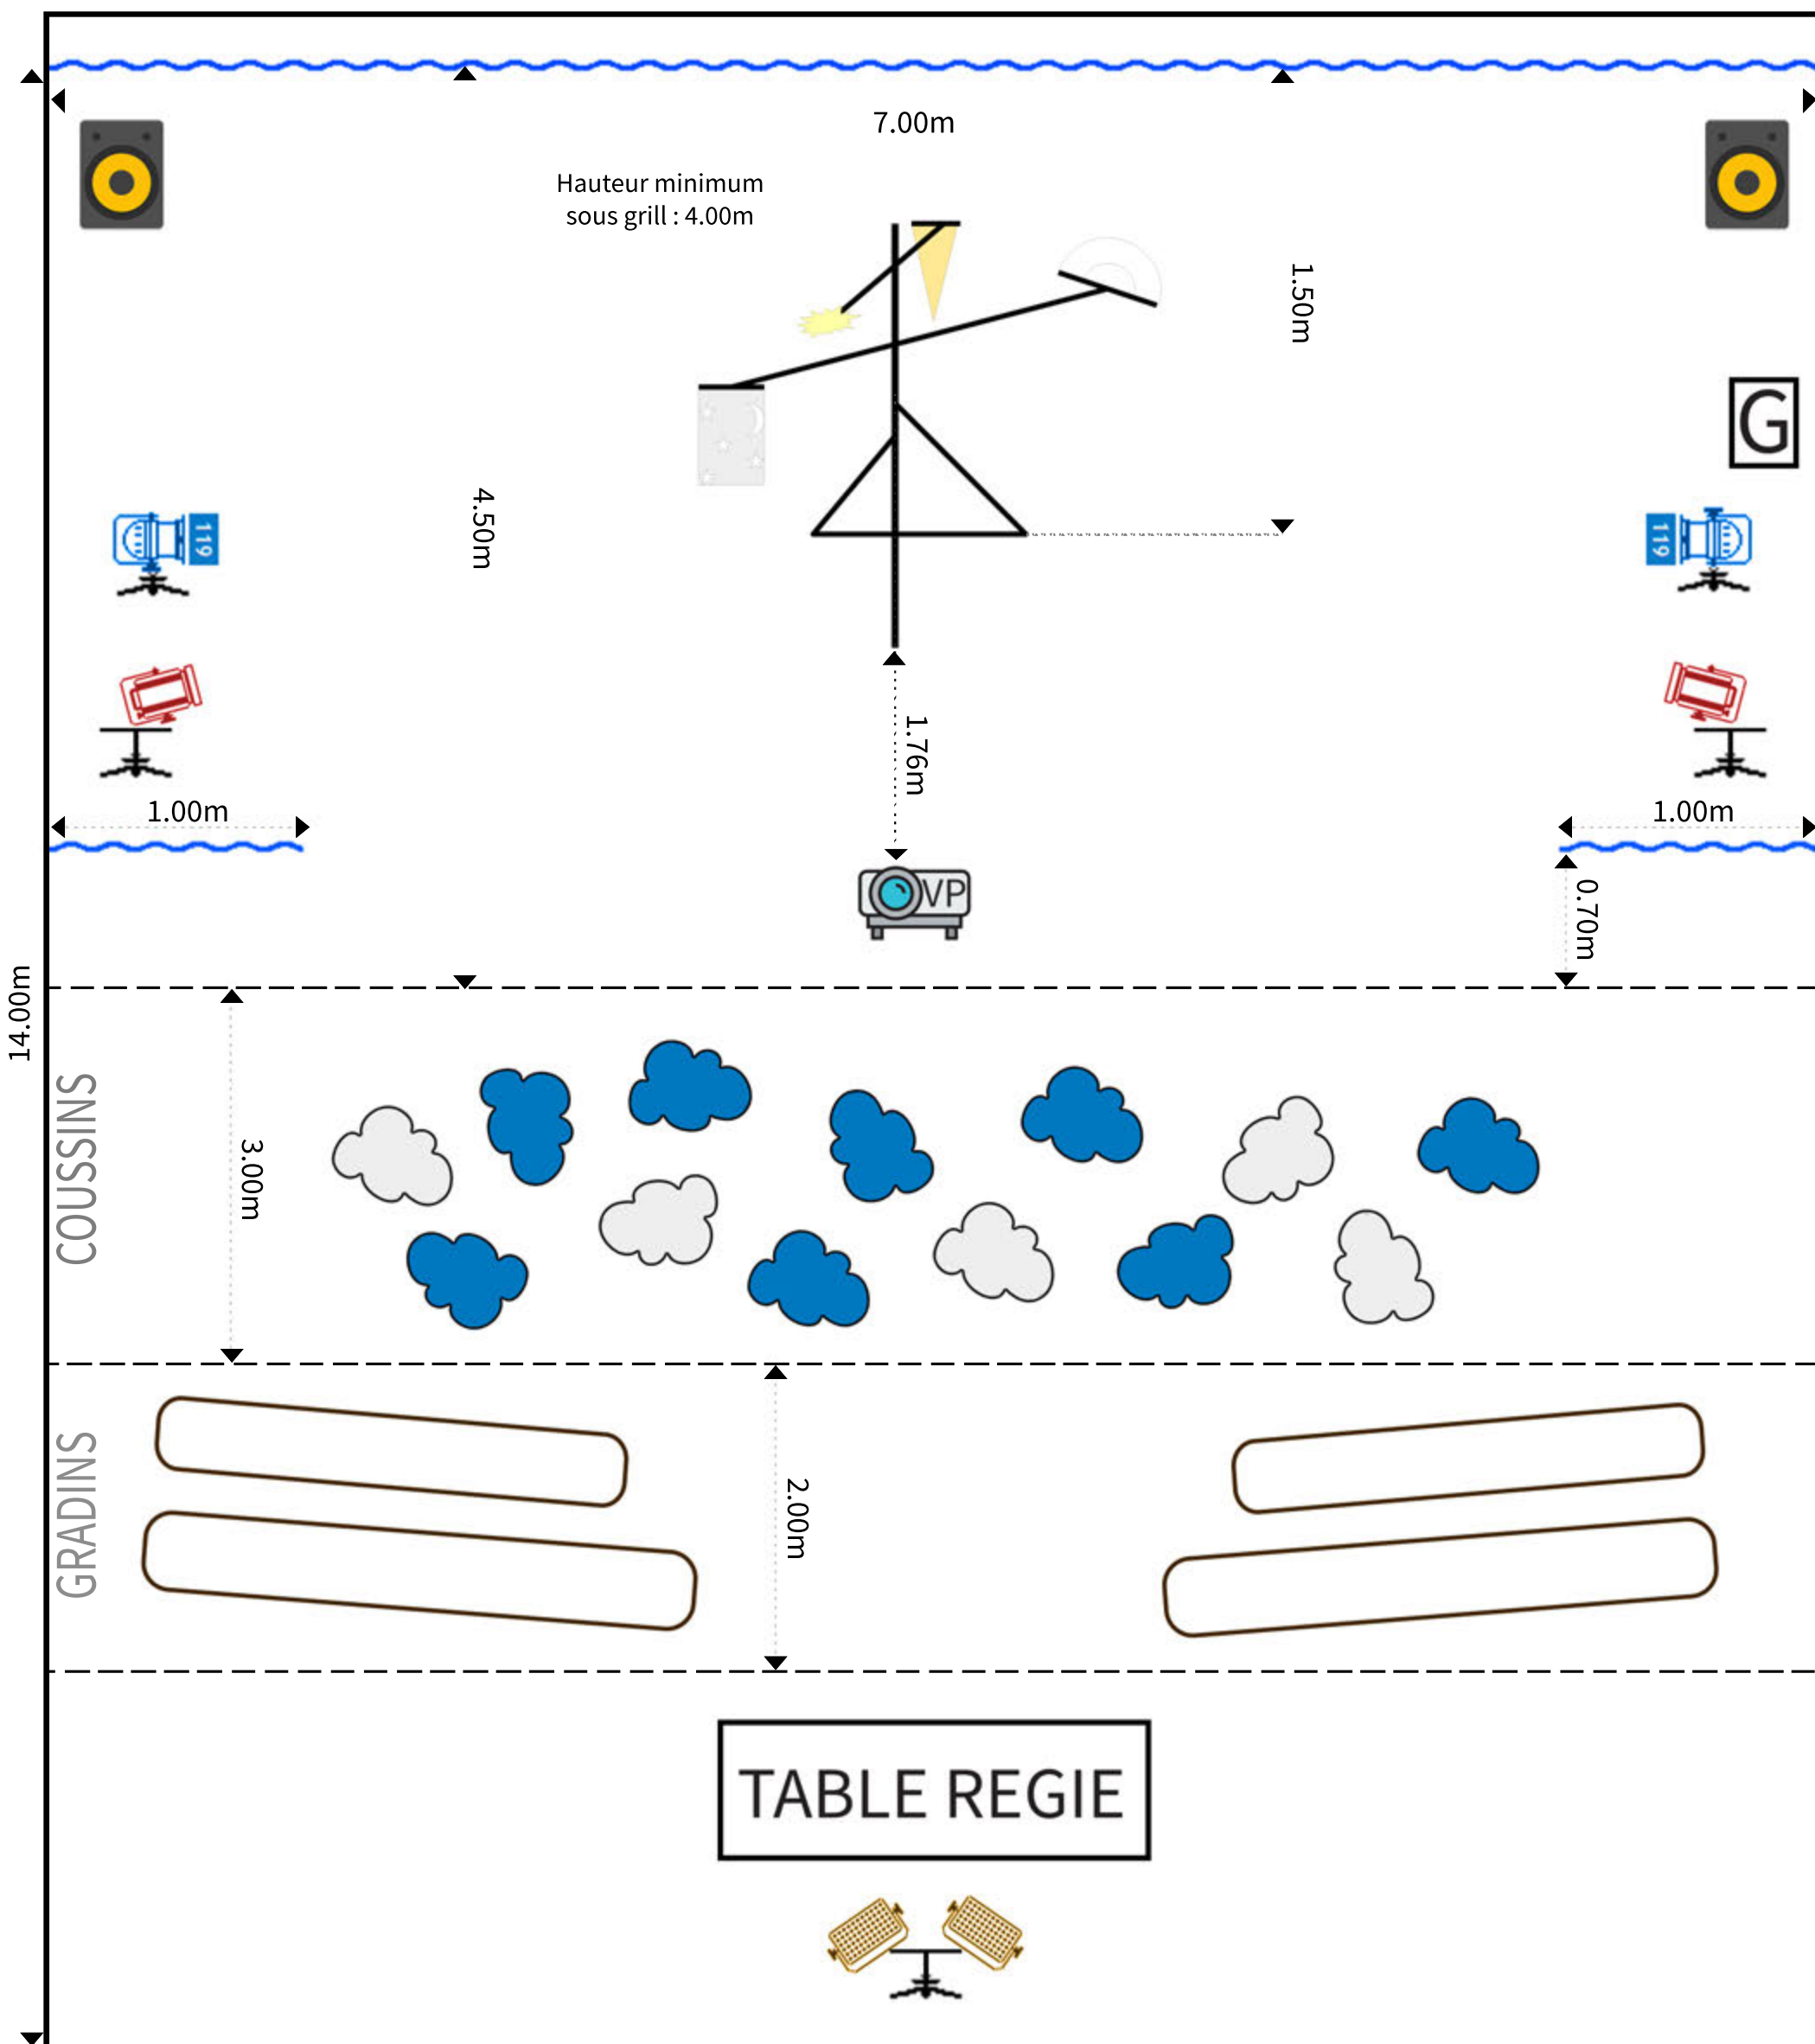 7.00m
Hauteur minimum
sous grill : 4.00m
1.50m
G
4.50m
119
119
1.76m
1.00m
1.00m
VP
0.70m
14.00m
COUSSINS
3.00m
GRADINS
2.00m
TABLE REGIE